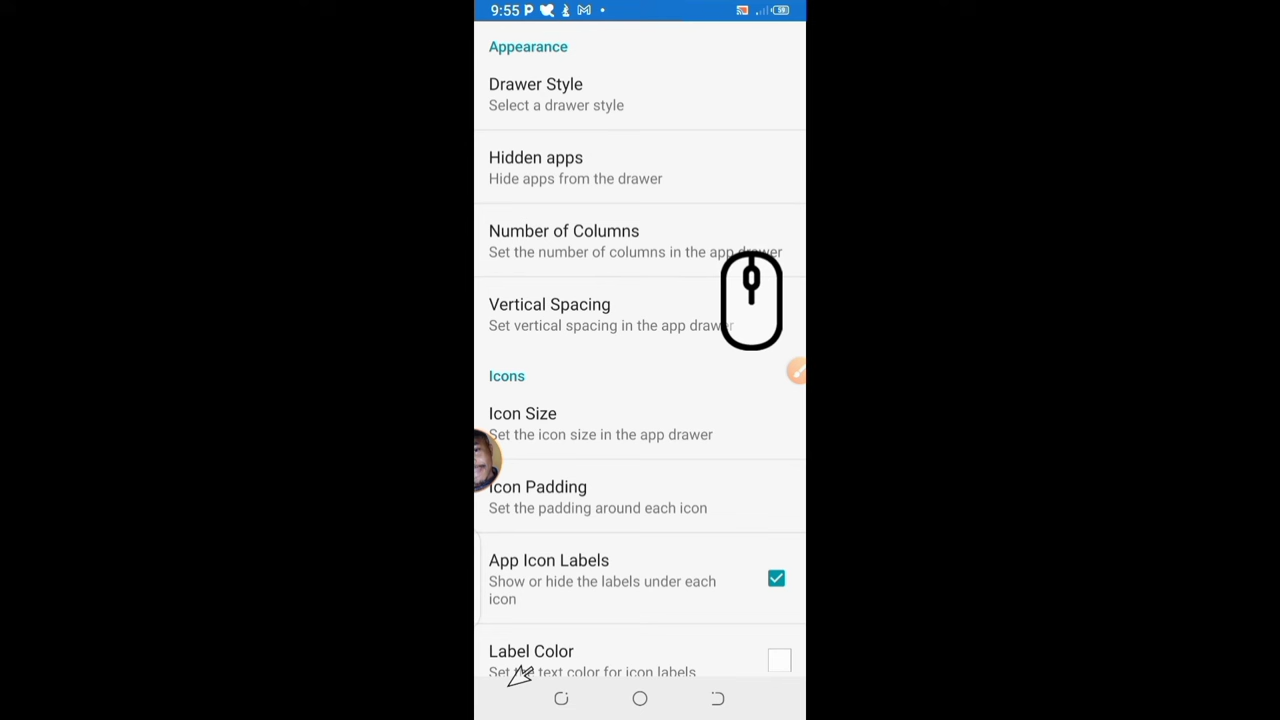 9:55 P
59
Appearance
Drawer Style
Select a drawer style
Hidden apps
Hide apps from the drawer
Number of Columns
Set the number of columns in the app drawer
Vertical Spacing
Set vertical spacing in the app drawer
Icons
Icon Size
Set the icon size in the app drawer
Icon Padding
Set the padding around each icon
App Icon Labels
Show or hide the labels under each
icon
Label Color
Set the text color for icon labels